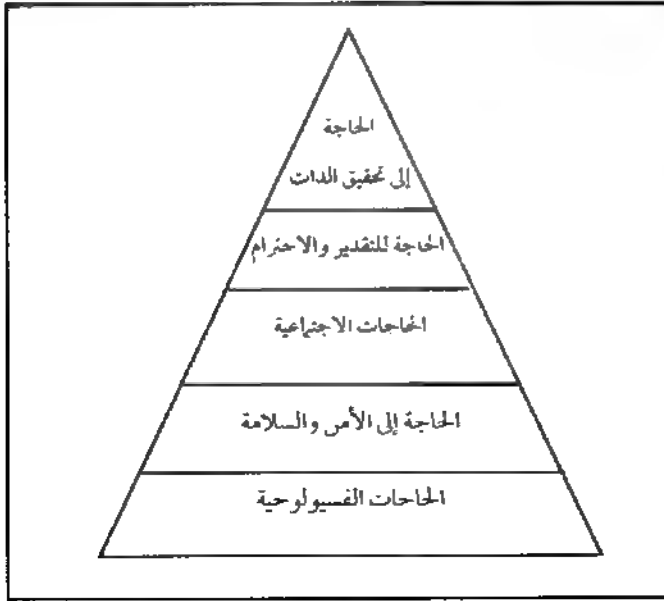 الحاجة
إلى تحقيق الذات
الحاجة للتقدير والاحترام
الحاجات الاجتماعية
الحاجة إلى الأمن والسلامة
الحاجات الفسيولوجية